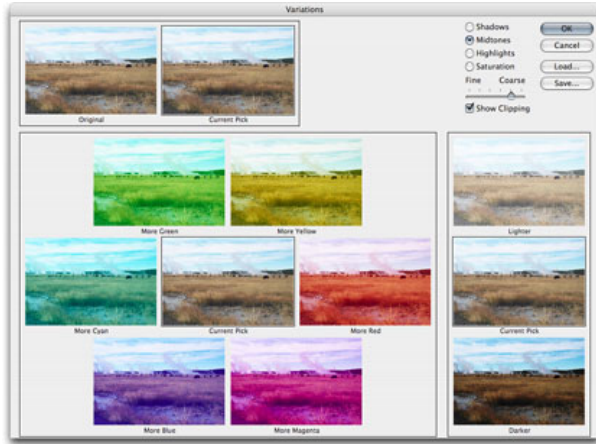 Variations
Original
Current Pick
Shadows
Midtones
Highlights
Saturation
Fine Coarse
Show Clipping
OK
Cancel
Load...
Save...
More Green
More Yellow
More Cyan
Current Pick
More Red
More Blue
More Magenta
Lighter
Current Pick
Darker